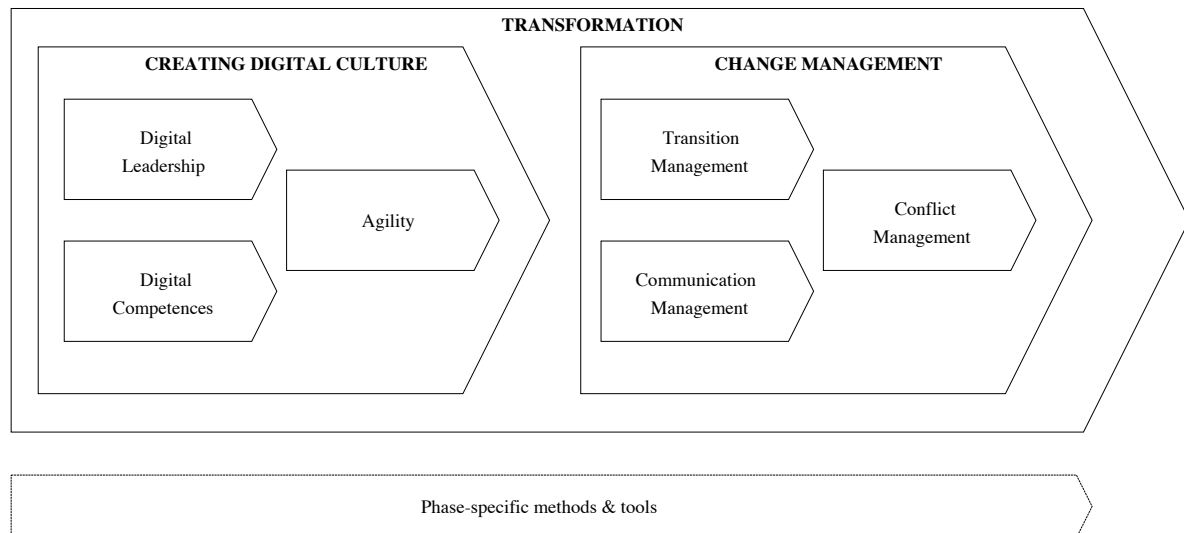 TRANSFORMATION
CREATING DIGITAL CULTURE
Digital
Leadership
Digital
Competences
Agility
CHANGE MANAGEMENT
Transition
Management
Communication
Management
Conflict
Management
Phase-specific methods & tools